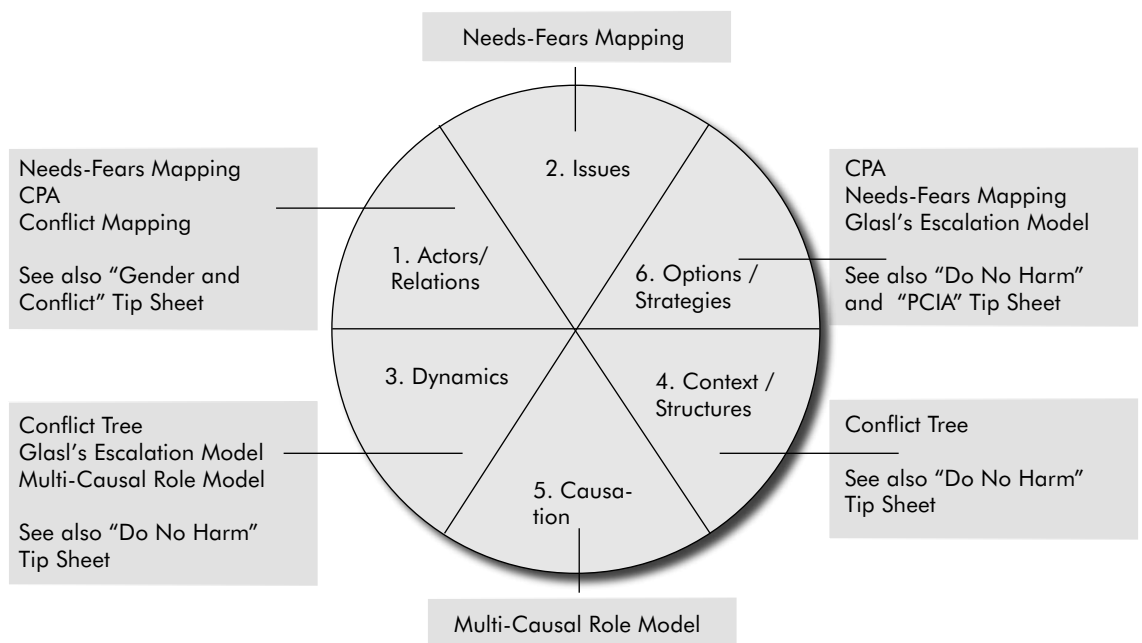 Needs-Fears Mapping
Needs-Fears Mapping
CPA
Conflict Mapping
See also “Gender and
Conflict” Tip Sheet
2. Issues
CPA
Needs-Fears Mapping
Glasl’s Escalation Model
See also “Do No Harm”
and “PCIA” Tip Sheet
1. Actors/
Relations
6. Options /
Strategies
3. Dynamics
4. Context /
Structures
Conflict Tree
Glasl’s Escalation Model
Multi-Causal Role Model
See also “Do No Harm”
Tip Sheet
5. Causa-
tion
Conflict Tree
See also “Do No Harm”
Tip Sheet
Multi-Causal Role Model